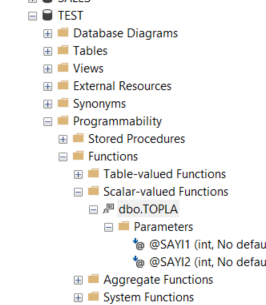 TEST
Database Diagrams
Tables
Views
External Resources
Synonyms
Programmability
Stored Procedures
Functions
Table-valued Functions
Scalar-valued Functions
dbo.TOPLA
Parameters
@SAYI1 (int, No defau
@SAYI2 (int, No defau
Aggregate Functions
System Functions